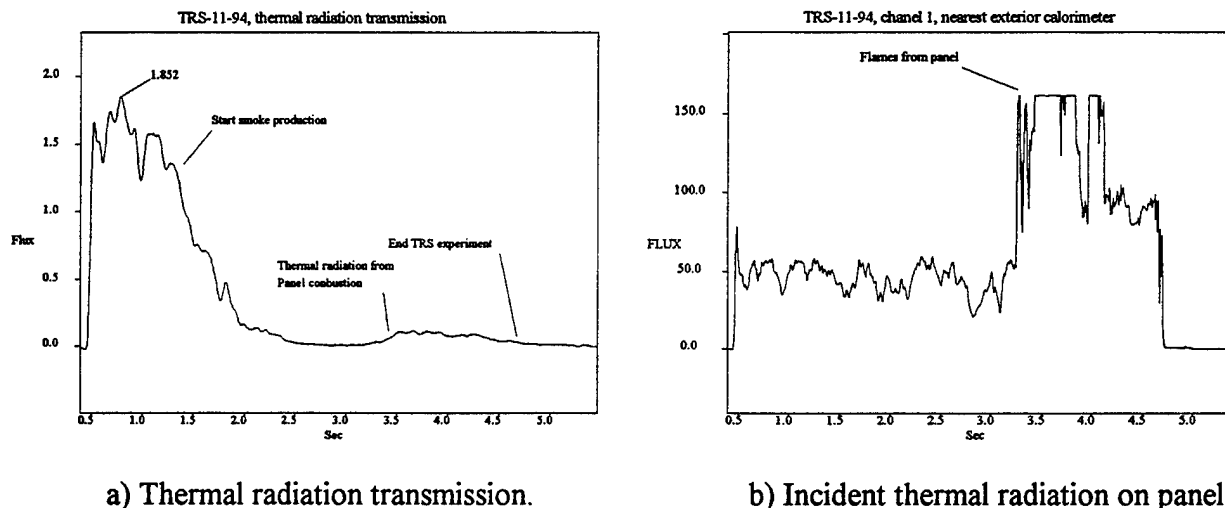 TRS-11-94, thermal radiation transmission
2.0
1.852
Start smoke production
1.5
1.0
Flux
End TRS experiment
0.5
Thermal radiation from
Panel conbustion
0.0
0.5 1.0 1.5 2.0 2.5 3.0 3.5 4.0 4.5 5.0
Sec
a) Thermal radiation transmission.
TRS-11-94, chanel 1, nearest exterior calorimeter
Flames from panel
150.0
100.0
FLUX
50.0
0.0
0.5 1.0 1.5 2.0 2.5 3.0 3.5 4.0 4.5 5.0
Sec
b) Incident thermal radiation on panel